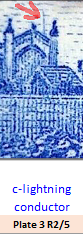 c-lightning
conductor
Plate 3 R2/5